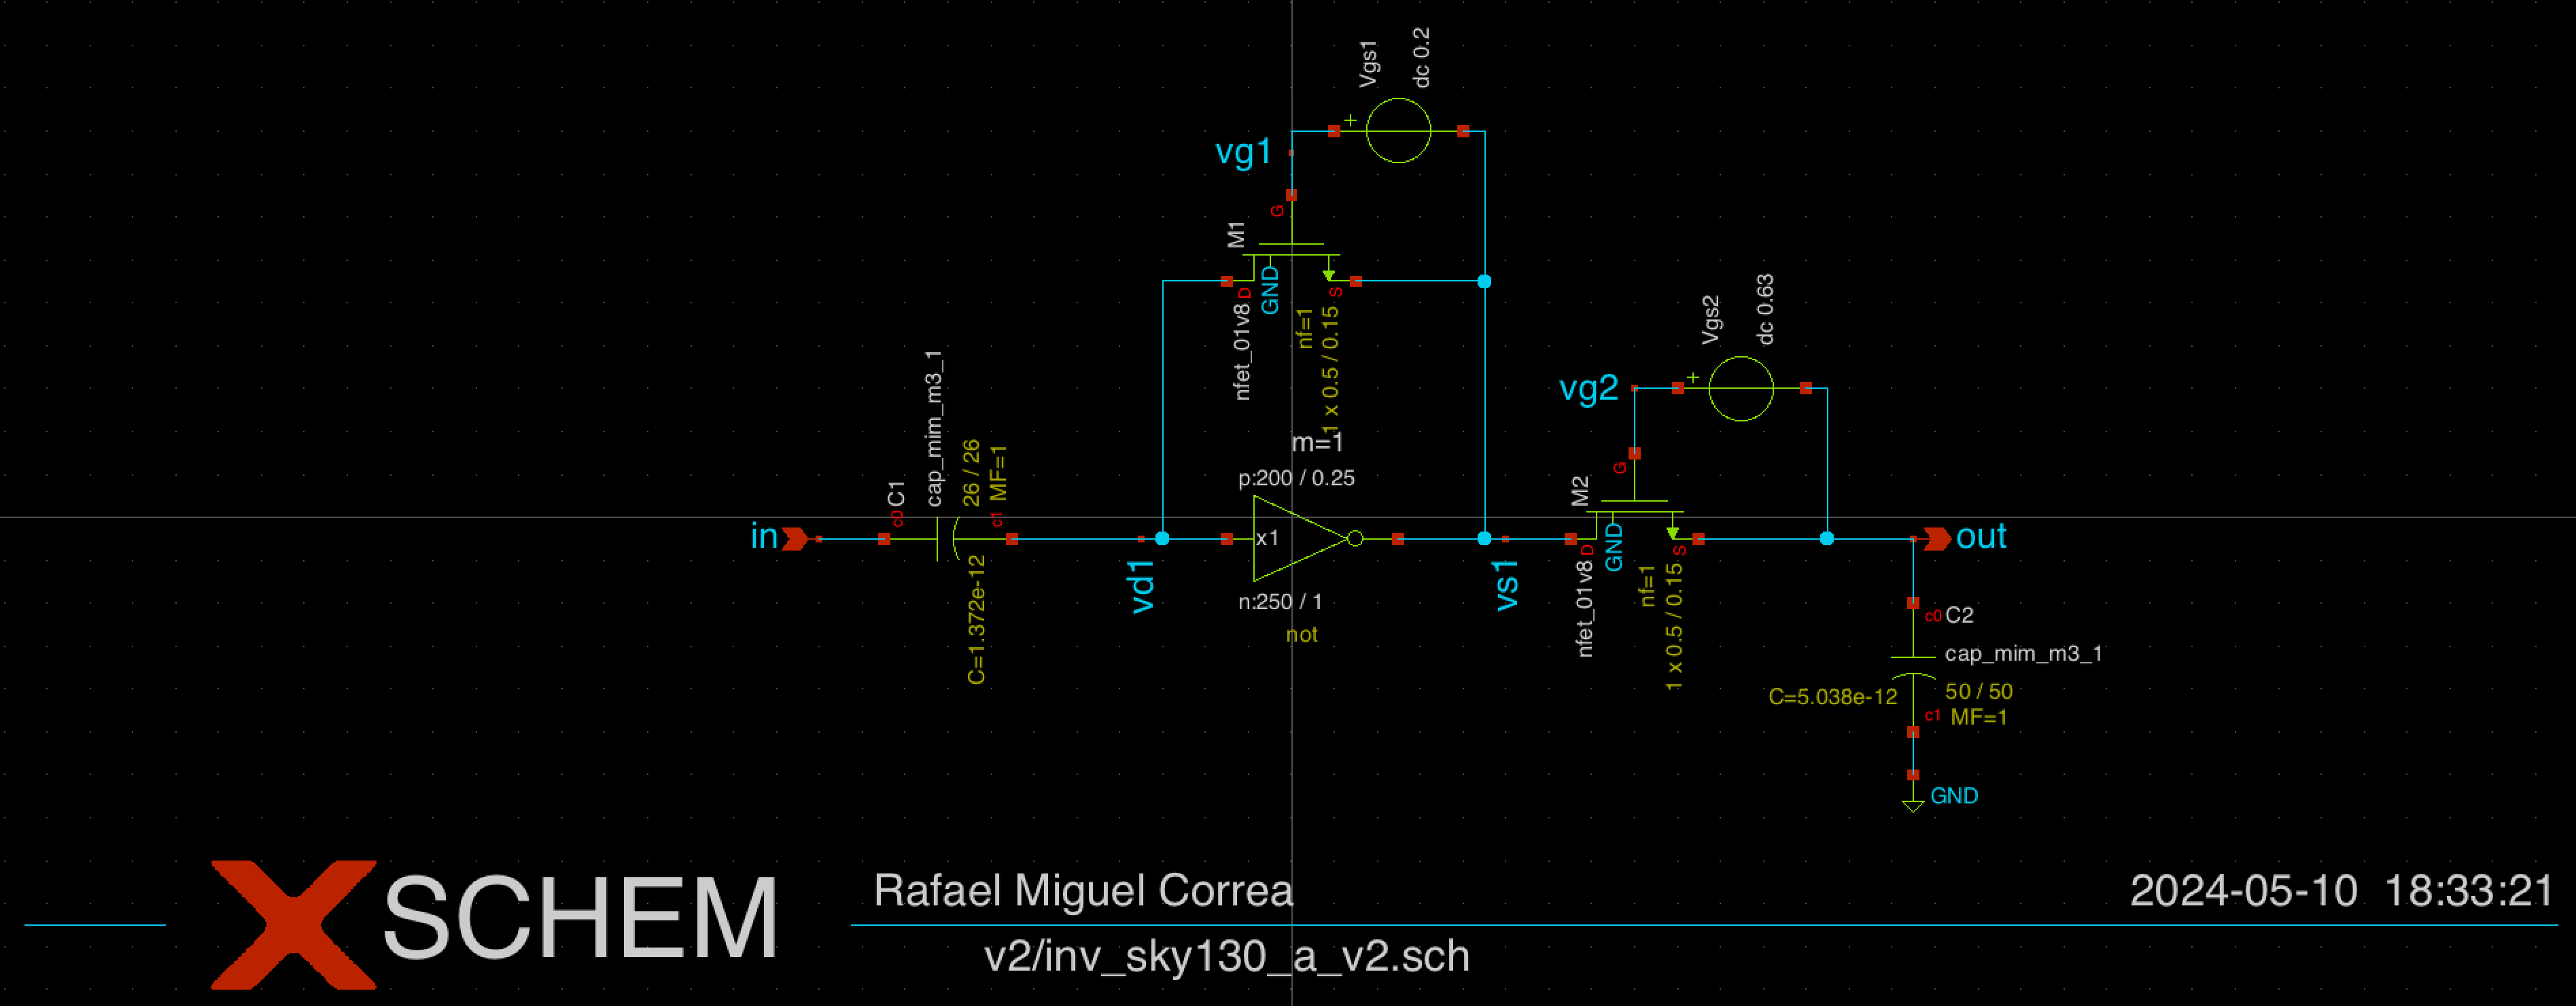 Vgs1
dc 0.2
vg1
+
G
M1
D
GND
S
nfet_01v8
nf=1
1 x 0.5 / 0.15
m=1
Vgs2
dc 0.63
vg2
+
G
M2
D
GND
S
nfet_01v8
nf=1
1 x 0.5 / 0.15
in
c0
C1
cap_mim_m3_1
26 / 26
MF=1
c1
C=1.372e-12
vd1
p:200 / 0.25
x1
n:250 / 1
not
vs1
out
c0 C2
cap_mim_m3_1
C=5.038e-12
50 / 50
c1 MF=1
GND
XSCHEM
Rafael Miguel Correa
2024-05-10 18:33:21
v2/inv_sky130_a_v2.sch